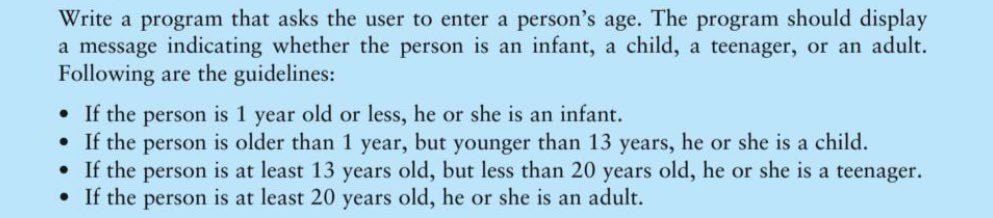 Write a program that asks the user to enter a person's age. The program should display
a message indicating whether the person is an infant, a child, a teenager, or an adult.
Following are the guidelines:
• If the person is 1 year old or less, he or she is an infant.
• If the person is older than 1 year, but younger than 13 years, he or she is a child.
• If the person is at least 13 years old, but less than 20 years old, he or she is a teenager.
• If the person is at least 20 years old, he or she is an adult.